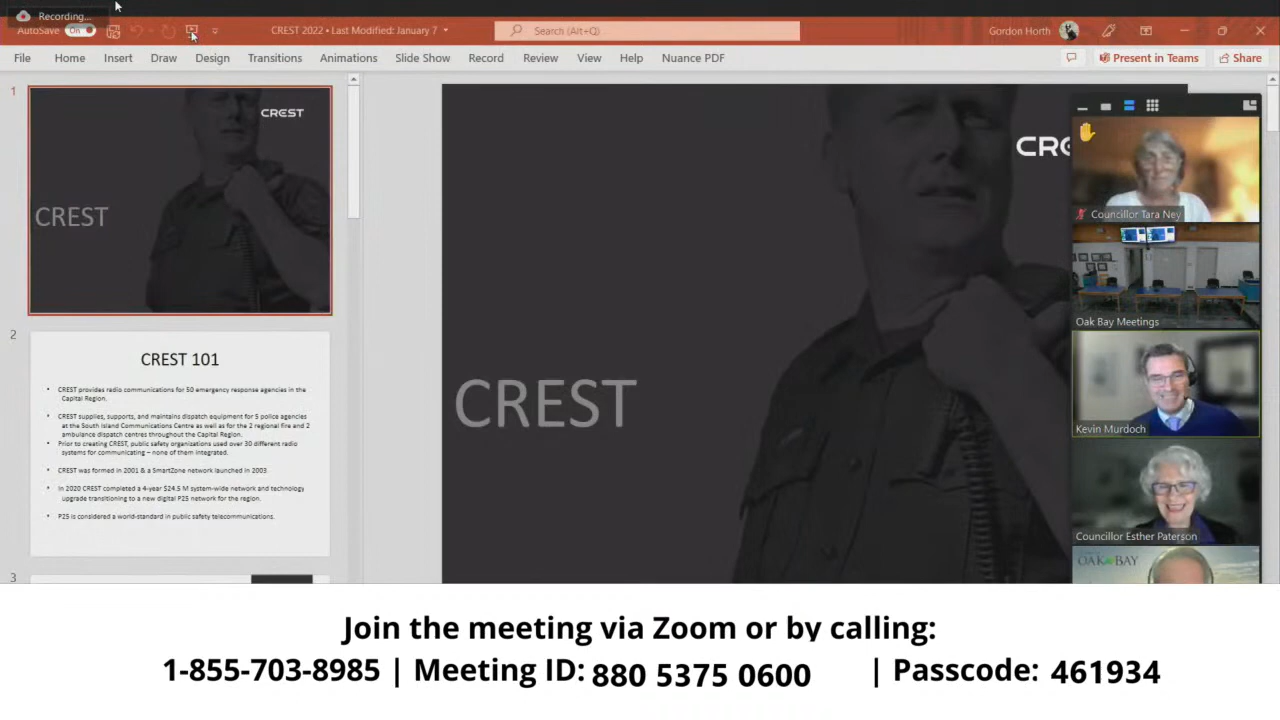 Recording...
AutoSave On
CREST 2022 • Last Modified: January 7
Search (Alt+Q)
Gordon Horth
File Home Insert Draw Design Transitions Animations Slide Show Record Review View Help Nuance PDF
Present in Teams
Share
1
CREST
CREST
2
CREST 101
• CREST provides radio communications for 50 emergency response agencies in the
Capital Region.
• CREST supplies, supports, and maintains dispatch equipment for 5 police agencies
at the South Island Communications Centre as well as for the 2 regional fire and 2
ambulance dispatch centres throughout the Capital Region.
• Prior to creating CREST, public safety organizations used over 30 different radio
systems for communicating – none of them integrated.
• CREST was formed in 2001 & a SmartZone network launched in 2003
• In 2020 CREST completed a 4-year $24.5 M system-wide network and technology
upgrade transitioning to a new digital P25 network for the region.
• P25 is considered a world-standard in public safety telecommunications.
3
CRE
CREST
Councillor Tara Ney
Oak Bay Meetings
Kevin Murdoch
Councillor Esther Paterson
OAK BAY
Join the meeting via Zoom or by calling:
1-855-703-8985 | Meeting ID: 880 5375 0600 | Passcode: 461934